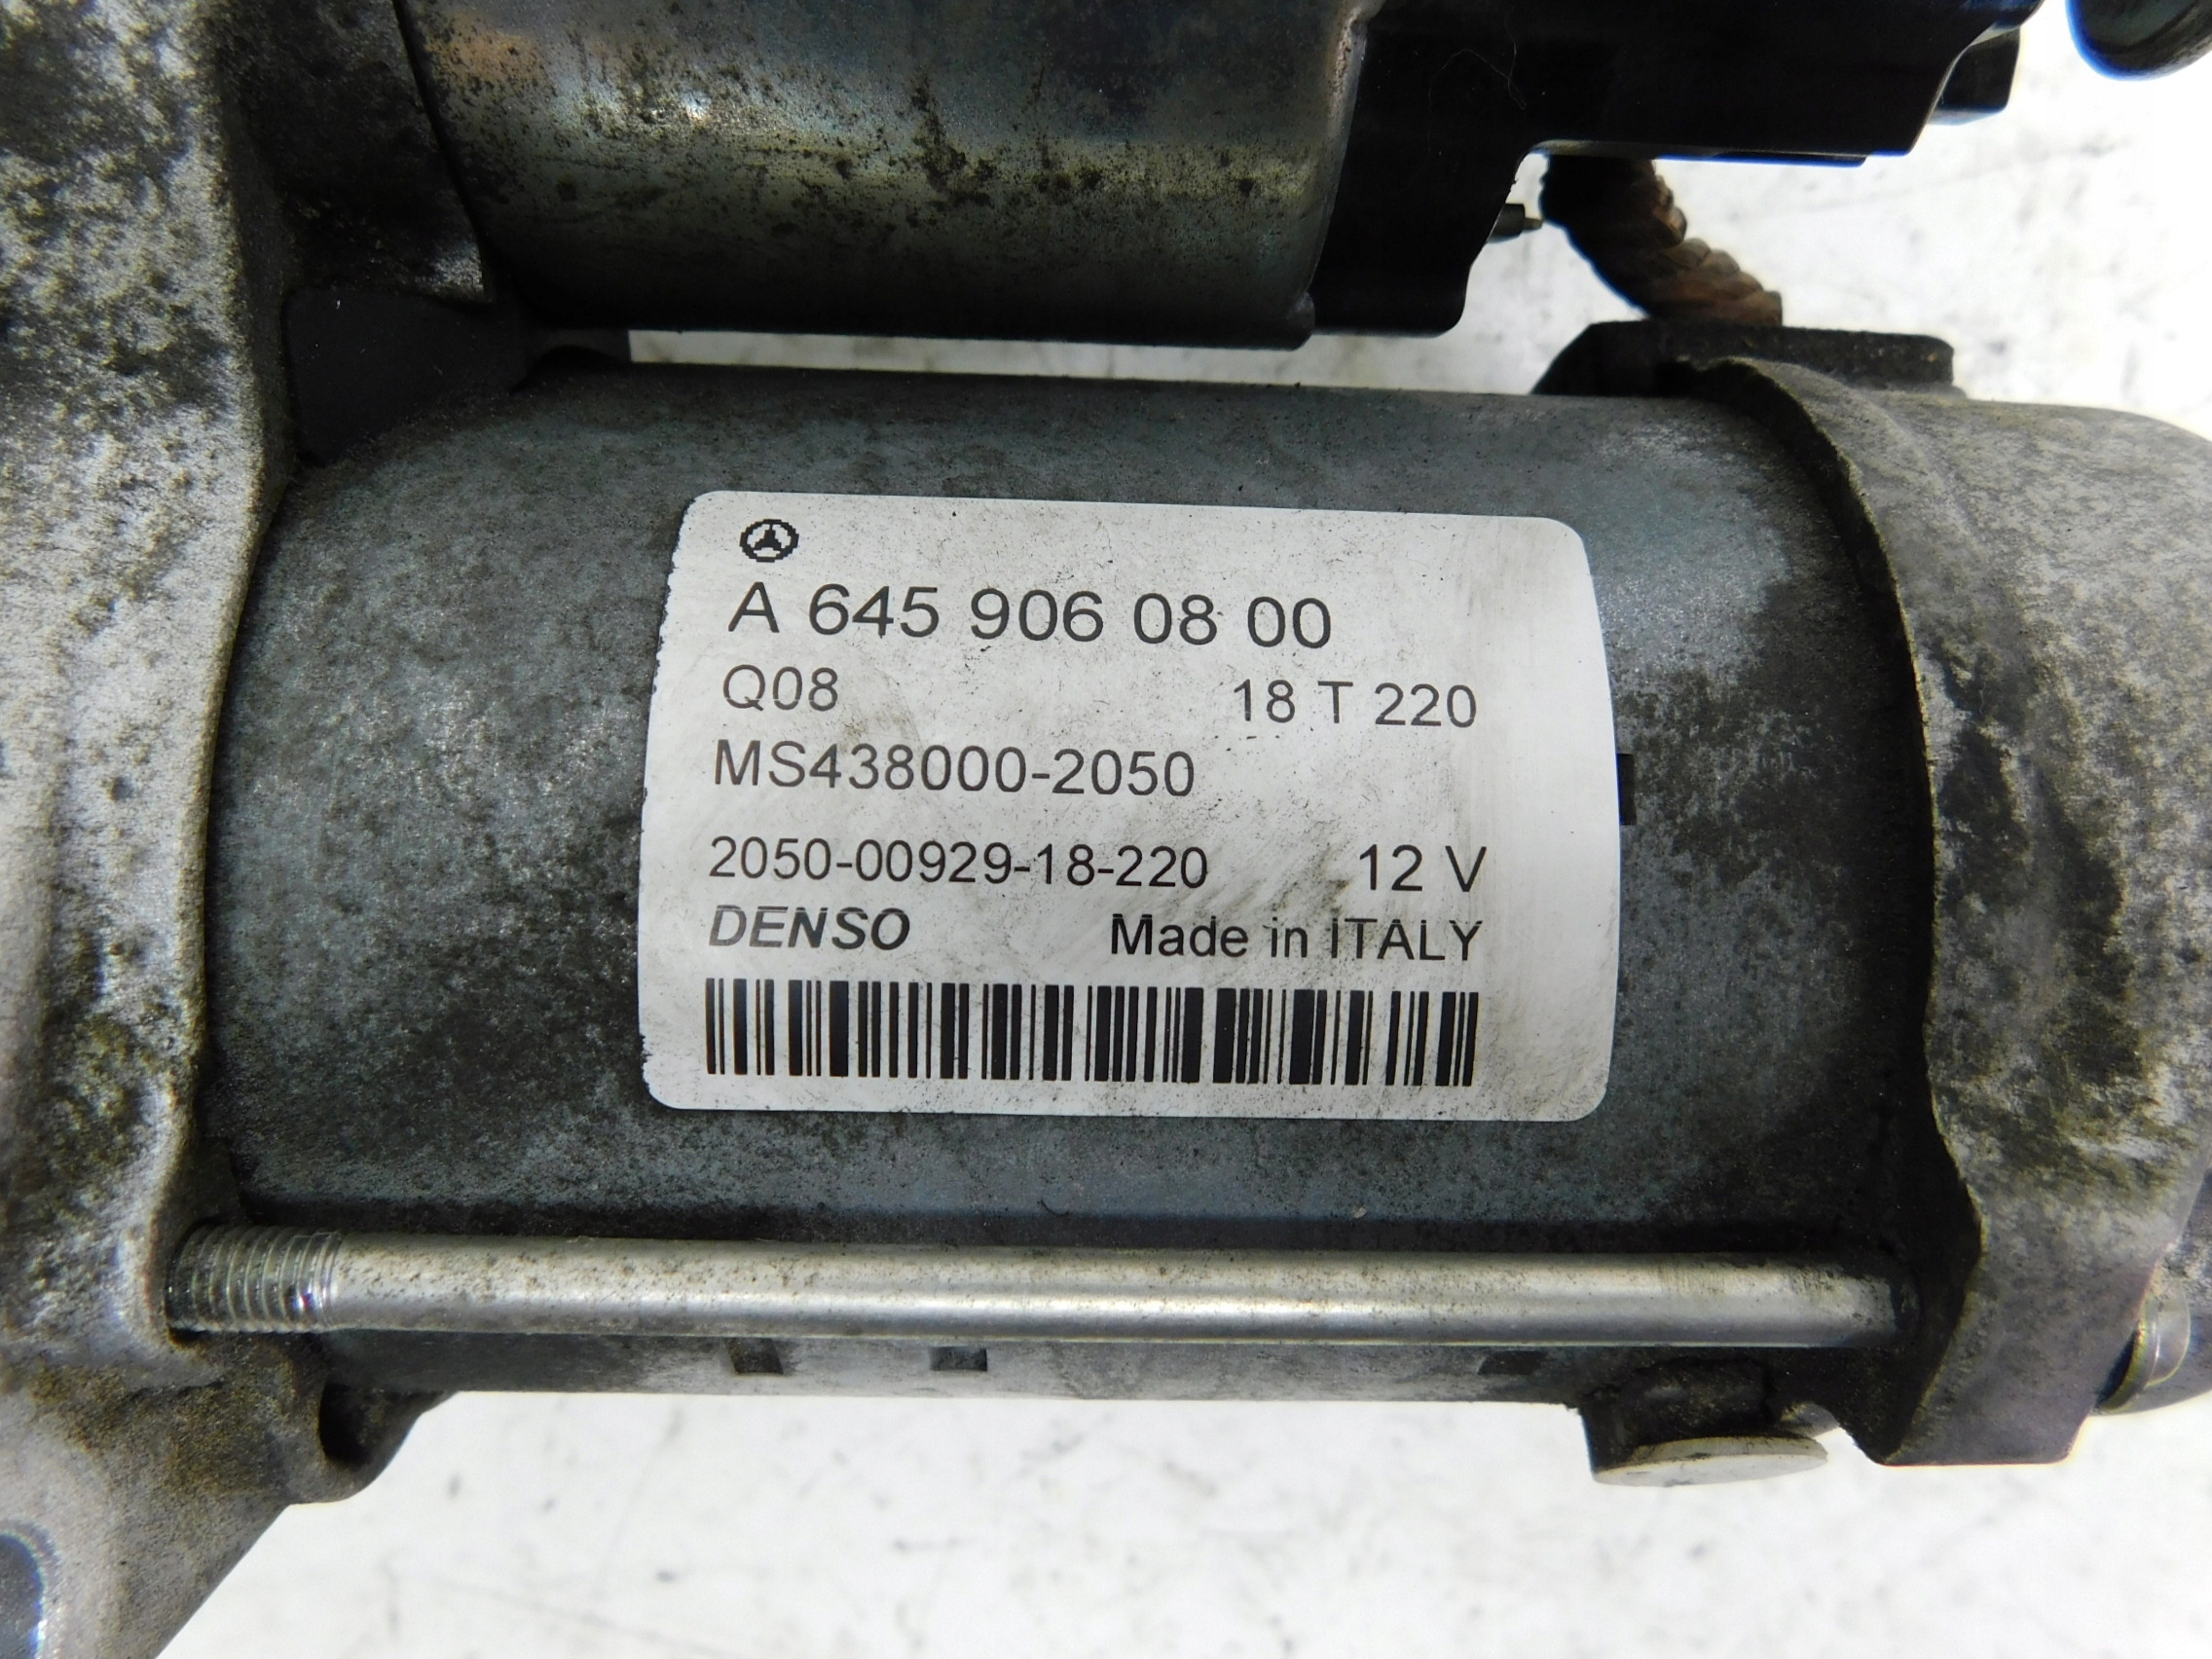 A 645 906 08 00
Q08 18 T 220
MS438000-2050
2050-00929-18-220 12 V
DENSO Made in ITALY